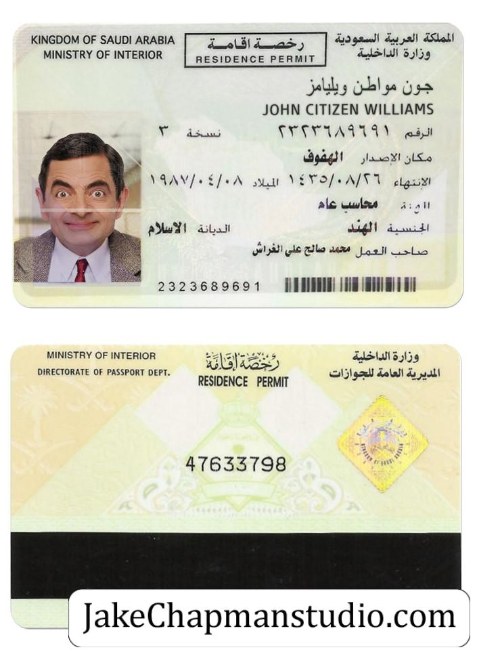 KINGDOM OF SAUDI ARABIA
MINISTRY OF INTERIOR
رخصـة اقامـة
RESIDENCE PERMIT
المملكة العربية السعودية
وزارة الداخلية
جون مواطن ويليامز
JOHN CITIZEN WILLIAMS
الرقم ٢٣٢٣٦٨٩٦٩١ نسخة ٣
مكان الاصدار الهفوف
الانتهاء ١٤٣٥/٠٨/٢٦ الميلاد ١٩٨٧/٠٤/٠٨
المهنة محاسب عام
الجنسية الهند الديانة الاسلام
صاحب العمل محمد صالح علي الغراش
2323689691
MINISTRY OF INTERIOR
DIRECTORATE OF PASSPORT DEPT.
رخصة إقامة
RESIDENCE PERMIT
وزارة الداخلية
المديرية العامة للجوازات
47633798
JakeChapmanstudio.com